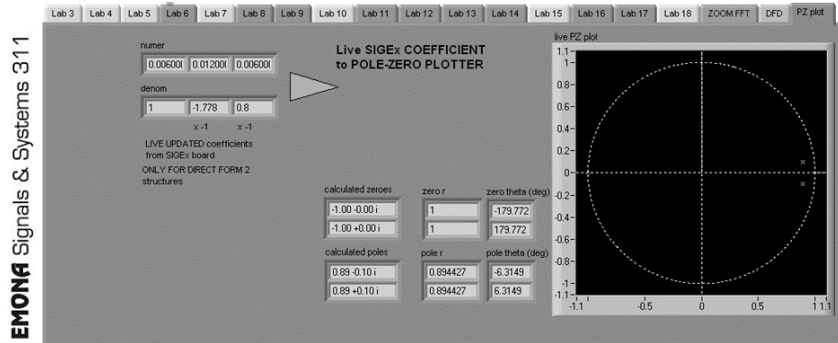 Lab 3 Lab 4 Lab 5 Lab 6 Lab 7 Lab 8 Lab 9 Lab 10 Lab 11 Lab 12 Lab 13 Lab 14 Lab 15 Lab 16 Lab 17 Lab 18 ZOOM FFT DFD PZ plot
EMONA Signals & Systems 311
numer
0.00600( 0.01200( 0.00600(
denom
1 -1.778 0.8
x -1 x -1
LIVE UPDATED coefficients
from SIGEx board
ONLY FOR DIRECT FORM 2
structures
Live SIGEx COEFFICIENT
to POLE-ZERO PLOTTER
calculated zeroes zero r zero theta (deg)
-1.00 -0.00 i 1 -179.772
-1.00 +0.00 i 1 179.772
calculated poles pole r pole theta (deg)
0.89 -0.10 i 0.894427 -6.3149
0.89 +0.10 i 0.894427 6.3149
live PZ plot
1.1
1
0.8
0.6
0.4
0.2
0
-0.2
-0.4
-0.6
-0.8
-1
-1.1
-1.1 -0.5 0 0.5 1 1.1